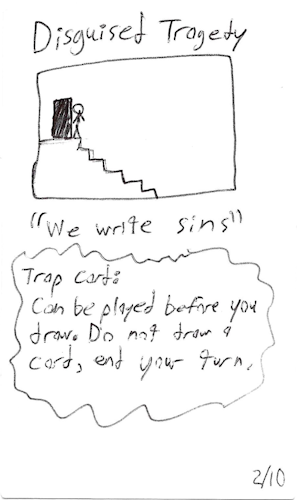 Disguised Tragedy
"We write sins"
Trap card:
Can be played before you
draw. Do not draw a
card, end your turn.
2/10